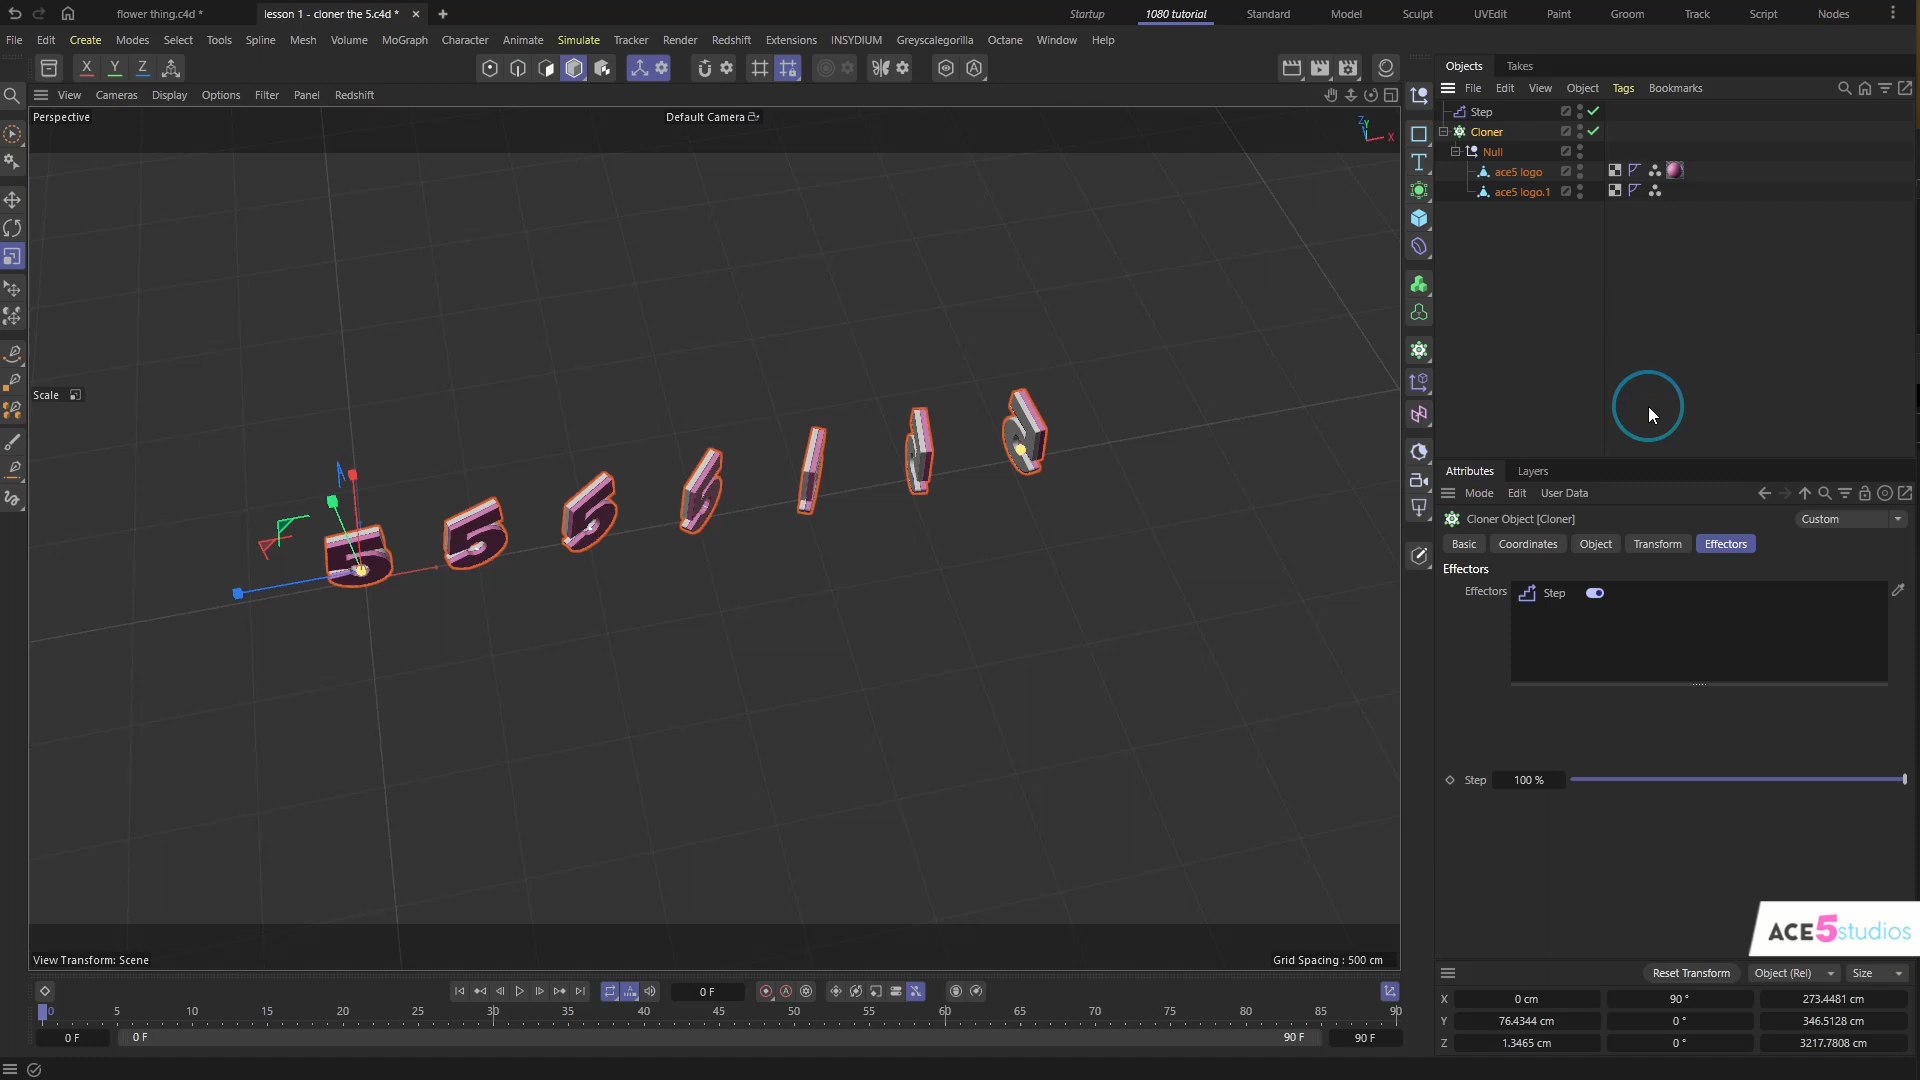 flower thing.c4d *
lesson 1 - cloner the 5.c4d *
Startup
1080 tutorial
Standard
Model
Sculpt
UVEdit
Paint
Groom
Track
Script
Nodes
File Edit Create Modes Select Tools Spline Mesh Volume MoGraph Character Animate Simulate Tracker Render Redshift Extensions INSYDIUM Greyscalegorilla Octane Window Help
X Y Z
Objects Takes
View Cameras Display Options Filter Panel Redshift
File Edit View Object Tags Bookmarks
Perspective
Default Camera
Y
Z
X
Step
Cloner
Null
ace5 logo
ace5 logo.1
Scale
Attributes Layers
Mode Edit User Data
Cloner Object [Cloner]
Custom
Basic Coordinates Object Transform Effectors
Effectors
Effectors
Step
Step 100 %
ACE5studios
View Transform: Scene
Grid Spacing : 500 cm
Reset Transform Object (Rel) Size
0 F
0 5 10 15 20 25 30 35 40 45 50 55 60 65 70 75 80 85 90
0 F 0 F 90 F 90 F
X 0 cm 90 ° 273.4481 cm
Y 76.4344 cm 0 ° 346.5128 cm
Z 1.3465 cm 0 ° 3217.7808 cm